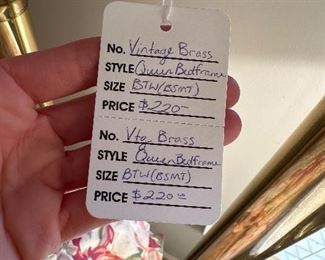 No. Vintage Brass
STYLE Queen Bedframe
SIZE BTW(BSMT)
PRICE $220—
No. Vtg. Brass
STYLE Queen Bedframe
SIZE BTW(BSMT)
PRICE $220—